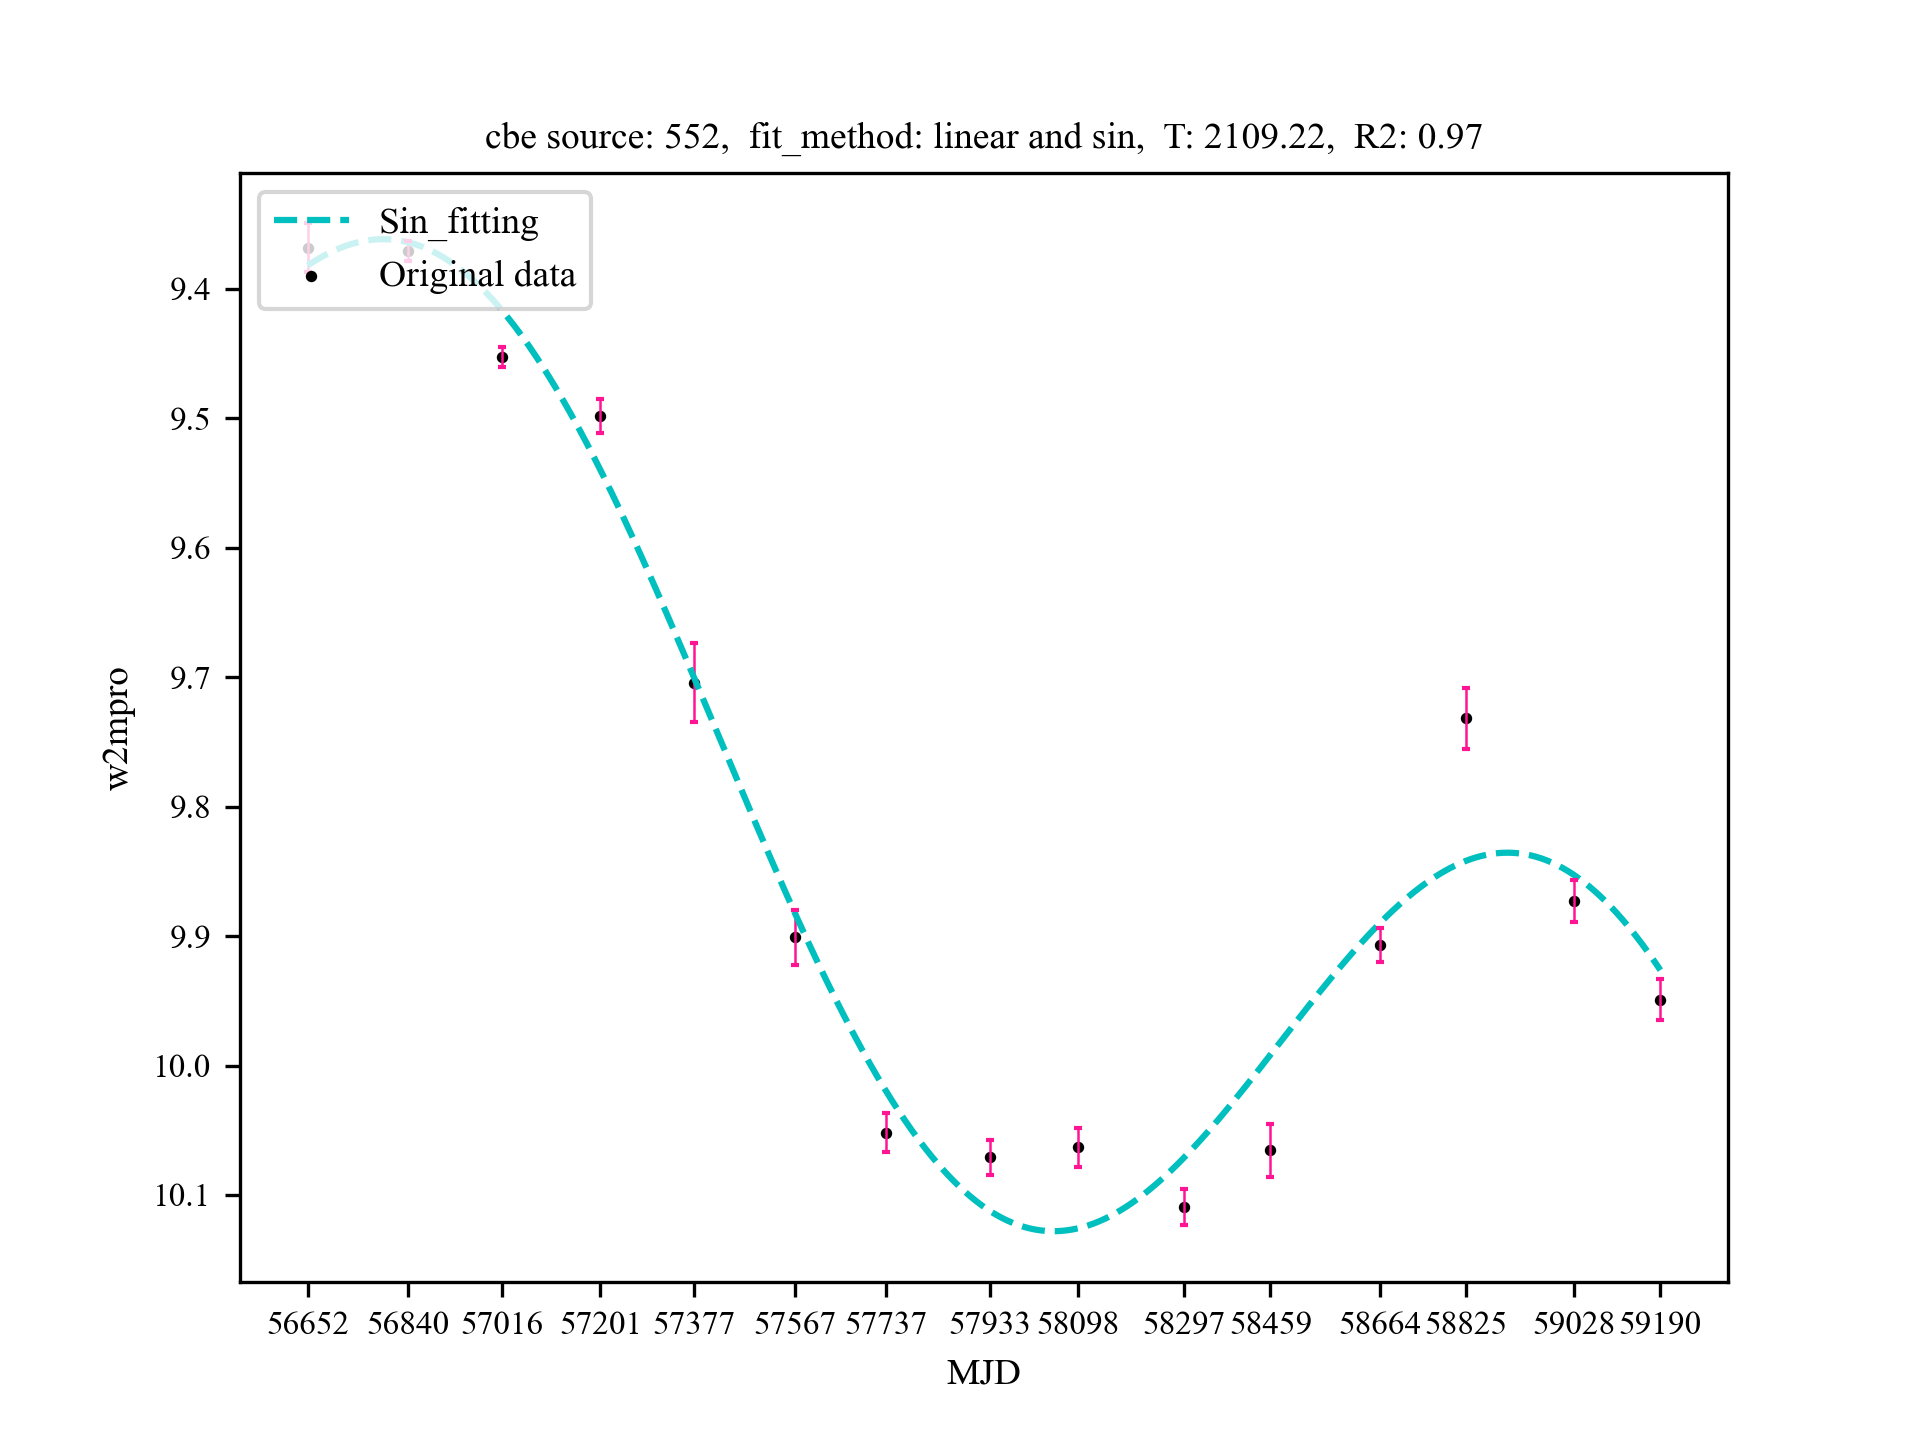 cbe source: 552, fit_method: linear and sin, T: 2109.22, R2: 0.97
Sin_fitting
Original data
9.4
9.5
9.6
9.7
9.8
9.9
10.0
10.1
w2mpro
56652 56840 57016 57201 57377 57567 57737 57933 58098 58297 58459 58664 58825 59028 59190
MJD